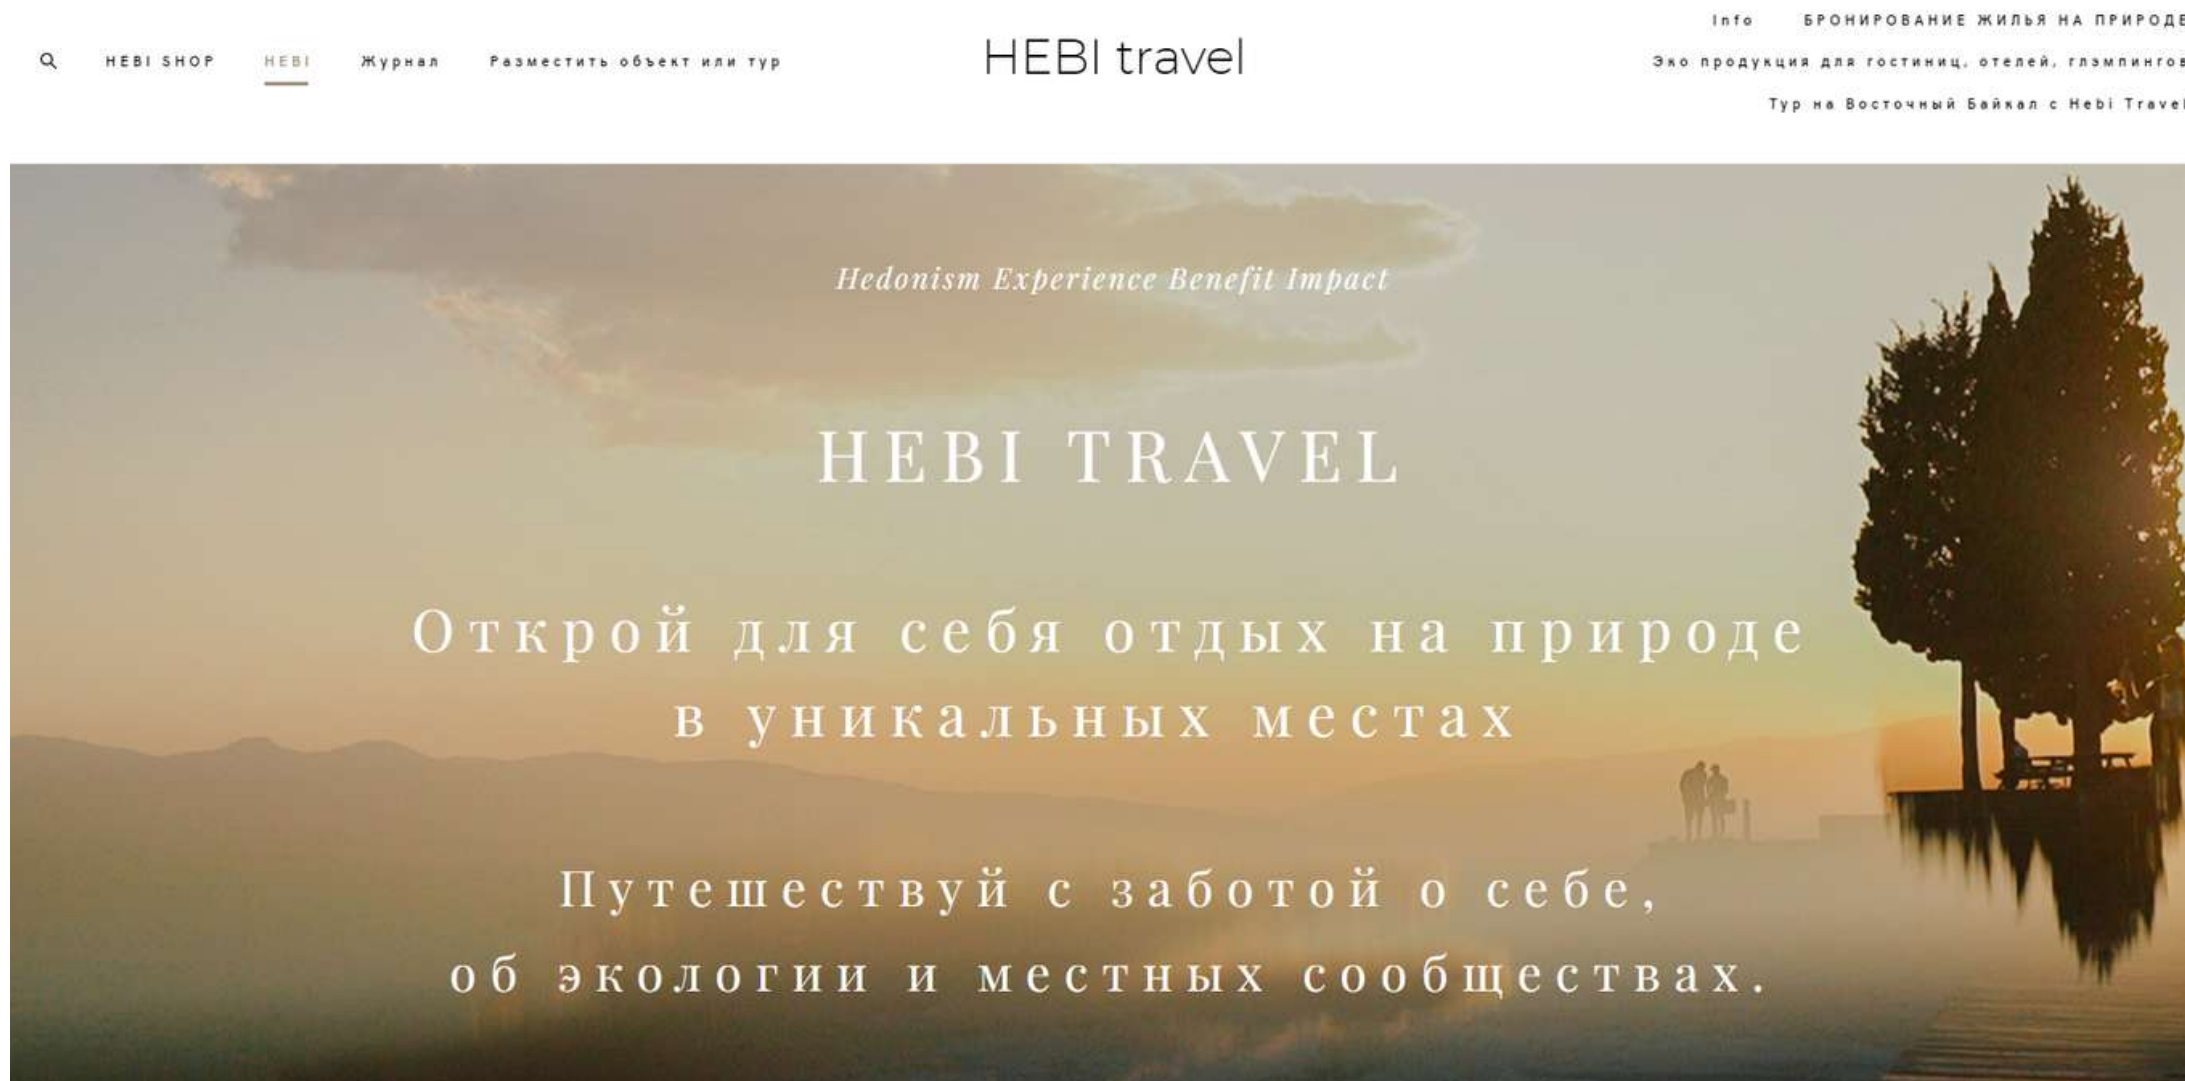 HEBI SHOP
HEBI
Журнал
Разместить объект или тур
HEBI travel
Info
БРОНИРОВАНИЕ ЖИЛЬЯ НА ПРИРОДЕ
Эко продукция для гостиниц, отелей, глэмпингов
Тур на Восточный Байкал с Hebi Travel
Hedonism Experience Benefit Impact
HEBI TRAVEL
Открой для себя отдых на природе
в уникальных местах
Путешествуй с заботой о себе,
об экологии и местных сообществах.